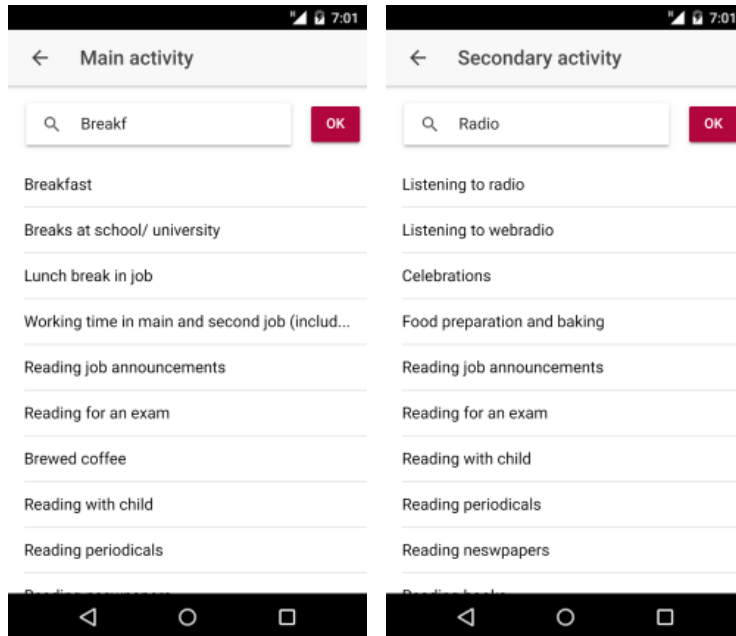 7:01
Main activity
Breakf
OK
Breakfast
Breaks at school/ university
Lunch break in job
Working time in main and second job (includ...
Reading job announcements
Reading for an exam
Brewed coffee
Reading with child
Reading periodicals
7:01
Secondary activity
Radio
OK
Listening to radio
Listening to webradio
Celebrations
Food preparation and baking
Reading job announcements
Reading for an exam
Reading with child
Reading periodicals
Reading neswpapers